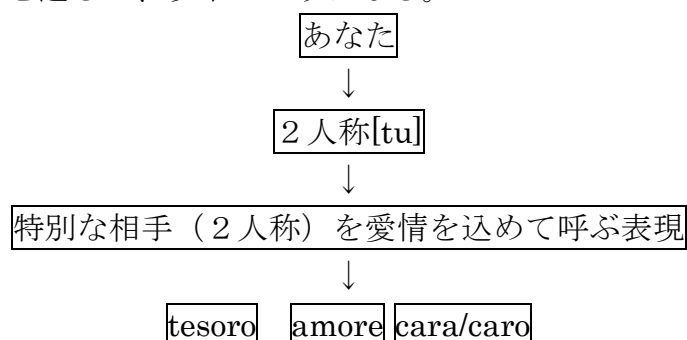 あなた
↓
２人称[tu]
↓
特別な相手（２人称）を愛情を込めて呼ぶ表現
↓
tesoro amore cara/caro